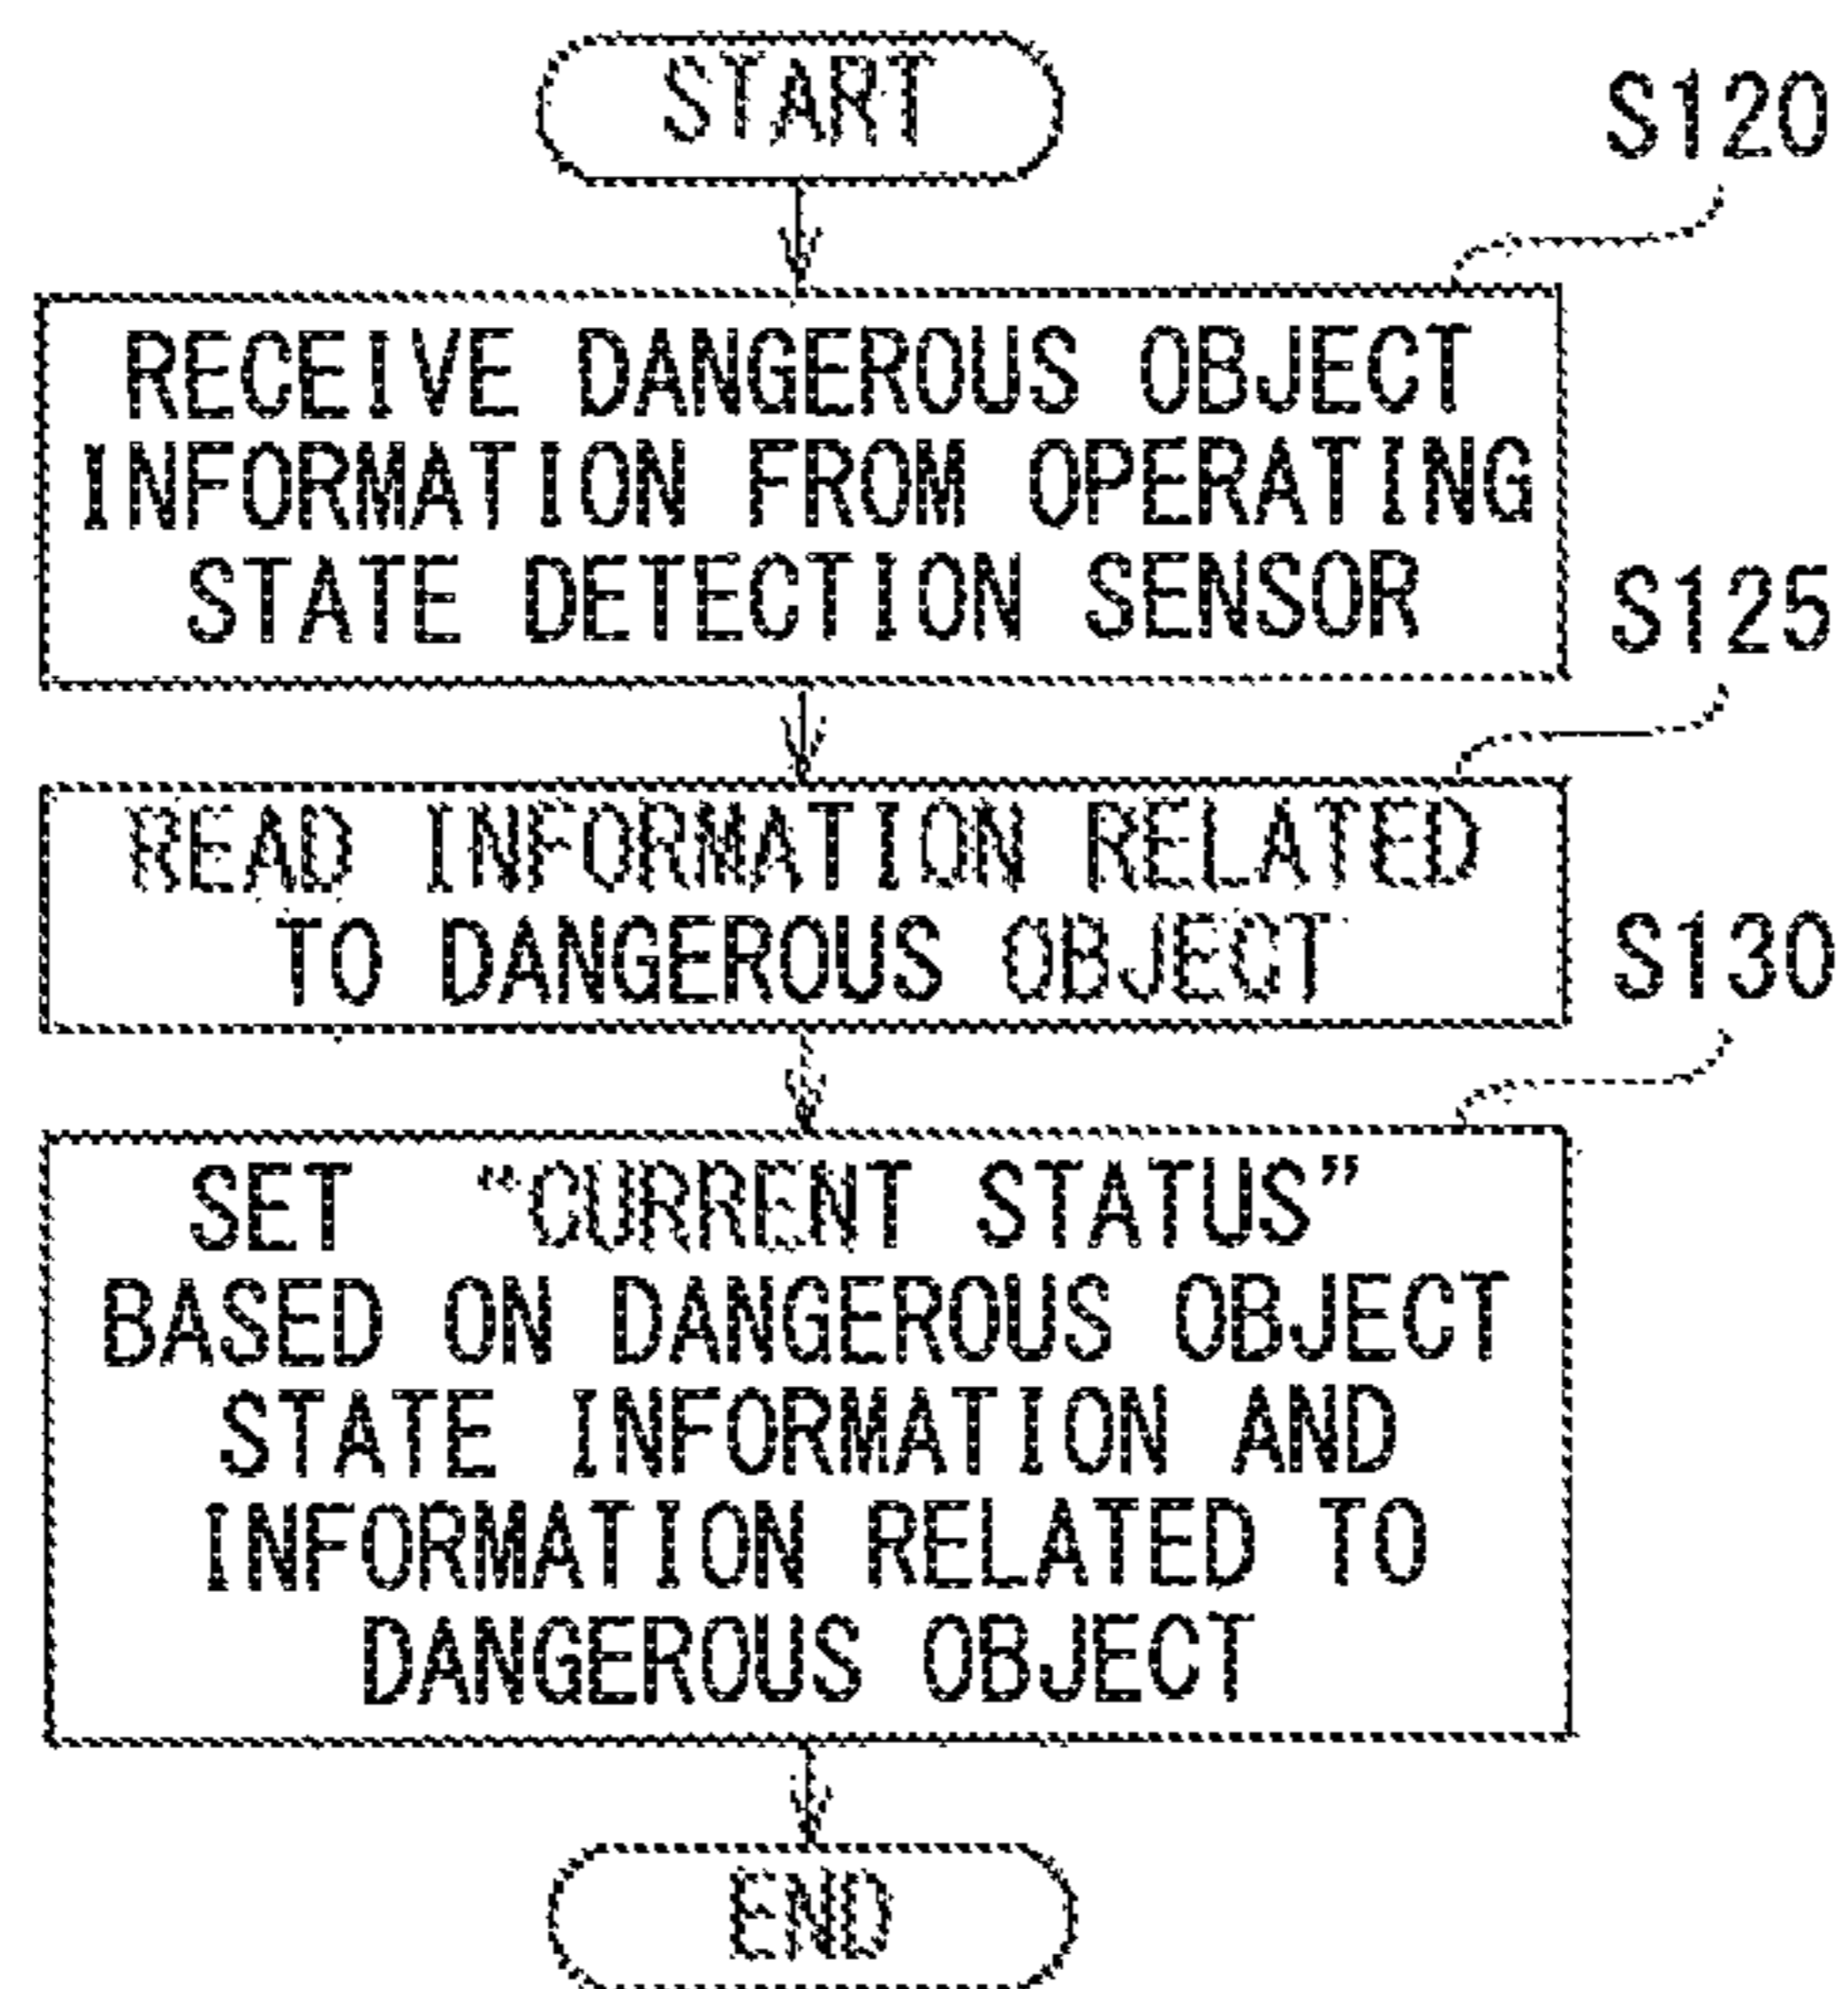 START
S120
RECEIVE DANGEROUS OBJECT
INFORMATION FROM OPERATING
STATE DETECTION SENSOR
S125
READ INFORMATION RELATED
TO DANGEROUS OBJECT
S130
SET “CURRENT STATUS”
BASED ON DANGEROUS OBJECT
STATE INFORMATION AND
INFORMATION RELATED TO
DANGEROUS OBJECT
END